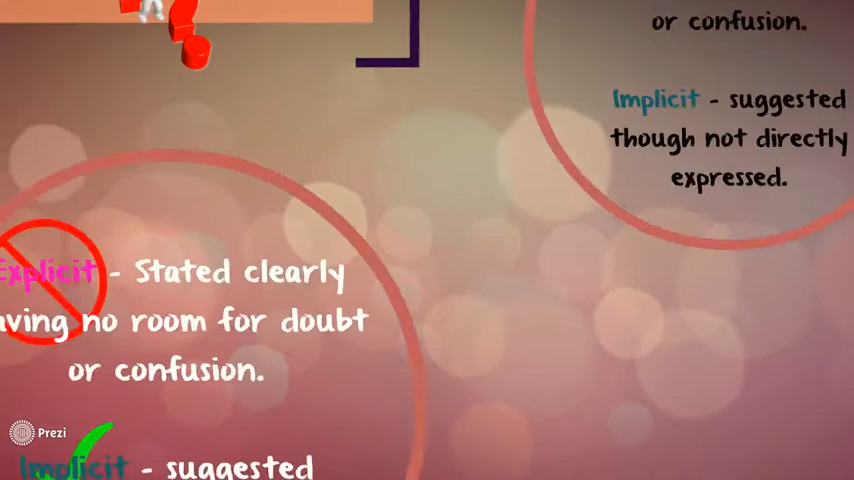 or confusion.
Implicit - suggested
though not directly
expressed.
Explicit - Stated clearly
aving no room for doubt
or confusion.
Prezi
Implicit - suggested